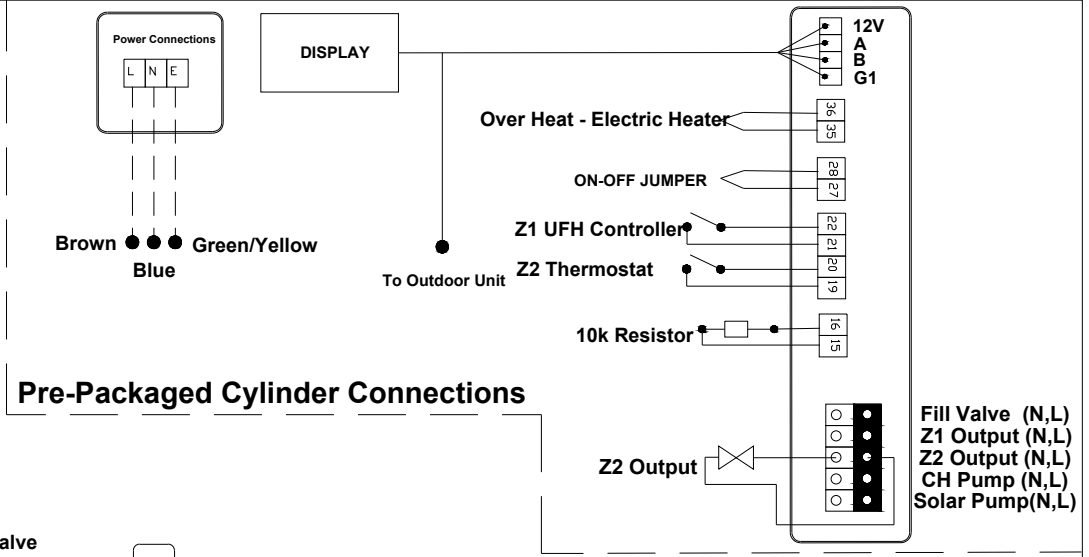 Power Connections
L N E
Brown
Blue
Green/Yellow
DISPLAY
To Outdoor Unit
12V
A
B
G1
Over Heat - Electric Heater
36
35
ON-OFF JUMPER
28
27
Z1 UFH Controller
22
21
Z2 Thermostat
20
19
10k Resistor
16
15
Pre-Packaged Cylinder Connections
Z2 Output
Fill Valve (N,L)
Z1 Output (N,L)
Z2 Output (N,L)
CH Pump (N,L)
Solar Pump(N,L)
alve